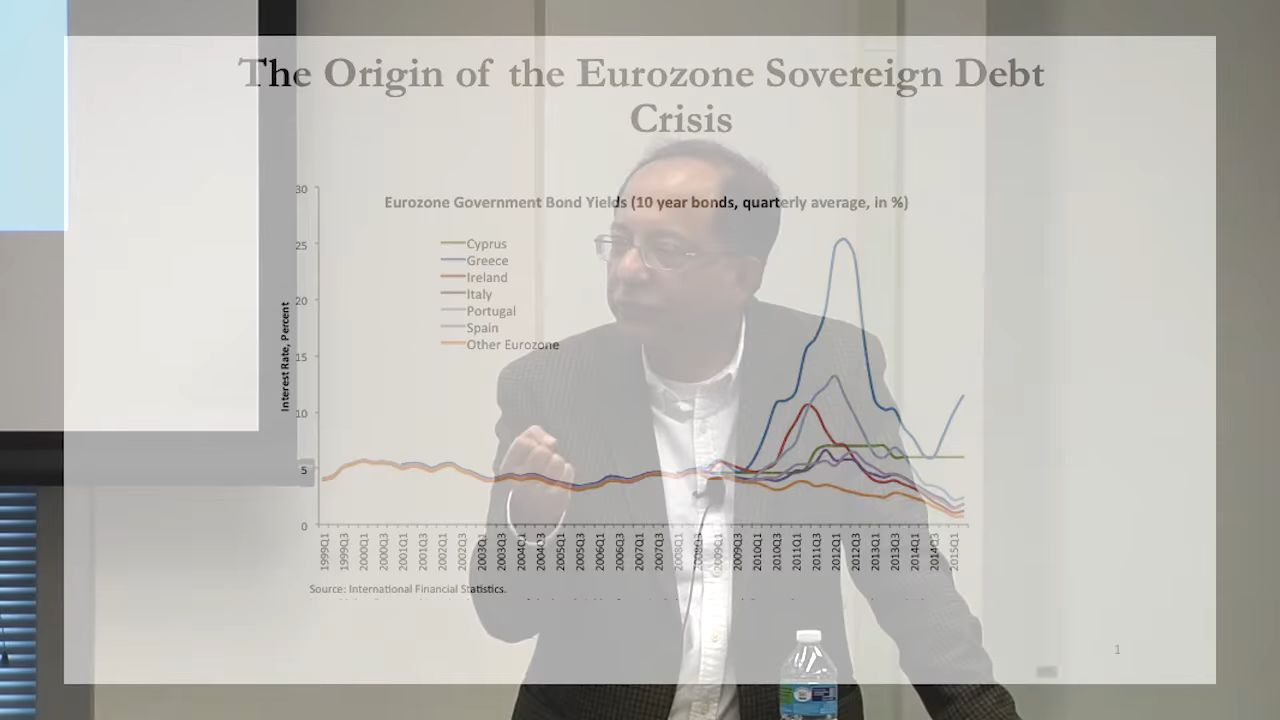 The Origin of the Eurozone Sovereign Debt
Crisis
Eurozone Government Bond Yields (10 year bonds, quarterly average, in %)
Interest Rate, Percent
30
25
20
15
10
5
0
Cyprus
Greece
Ireland
Italy
Portugal
Spain
Other Eurozone
1999Q1
1999Q3
2000Q1
2000Q3
2001Q1
2001Q3
2002Q1
2002Q3
2003Q1
2003Q3
2004Q1
2004Q3
2005Q1
2005Q3
2006Q1
2006Q3
2007Q1
2007Q3
2008Q1
2008Q3
2009Q1
2009Q3
2010Q1
2010Q3
2011Q1
2011Q3
2012Q1
2012Q3
2013Q1
2013Q3
2014Q1
2014Q3
2015Q1
Source: International Financial Statistics.
1